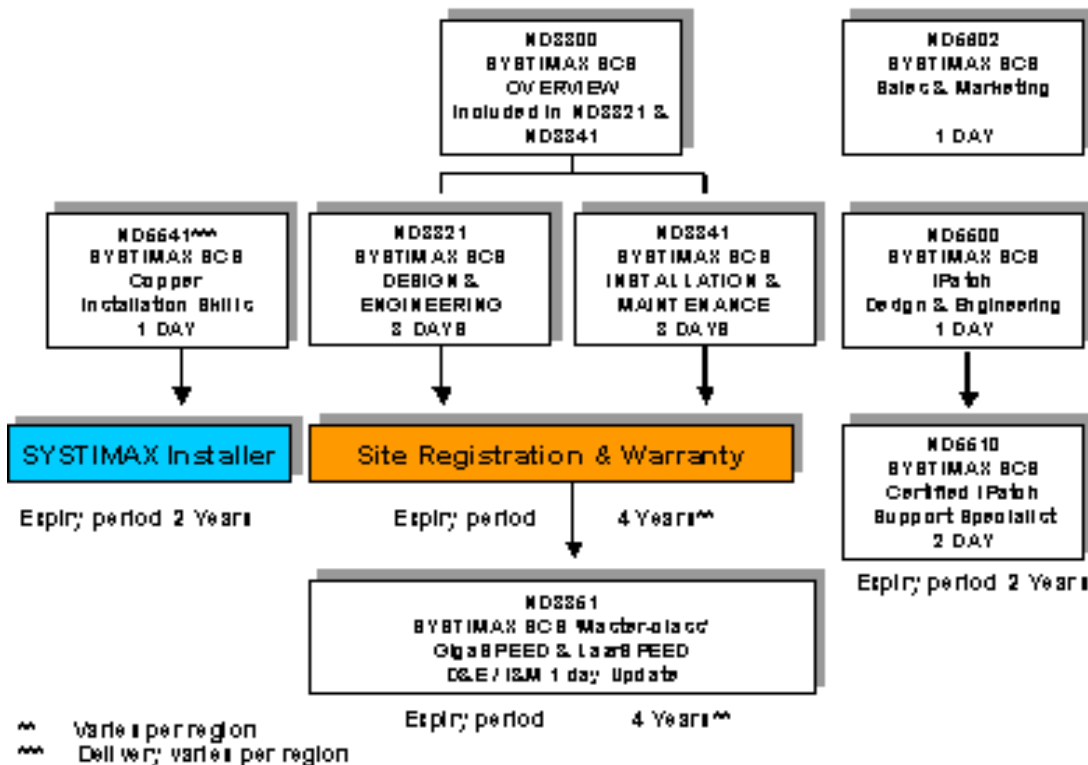 ND3300
SYSTIMAX SCS
OVERVIEW
Included in ND3321 &
ND3341
ND6602
SYSTIMAX SCS
Sales & Marketing
1 DAY
ND6641^^^
SYSTIMAX SCS
Copper
Installation Skills
1 DAY
ND3321
SYSTIMAX SCS
DESIGN &
ENGINEERING
3 DAYS
ND3341
SYSTIMAX SCS
INSTALLATION &
MAINTENANCE
3 DAYS
ND6600
SYSTIMAX SCS
iPatch
Design & Engineering
1 DAY
SYSTIMAX Installer
Site Registration & Warranty
ND6610
SYSTIMAX SCS
Certified iPatch
Support Specialist
2 DAY
Expiry period 2 Years
Expiry period 4 Years^^
Expiry period 2 Years
ND3361
SYSTIMAX SCS 'Master-class'
GigaSPEED & LazrSPEED
D&E / I&M 1 day Update
Expiry period 4 Years^^
^^ Varies per region
^^^ Delivery varies per region